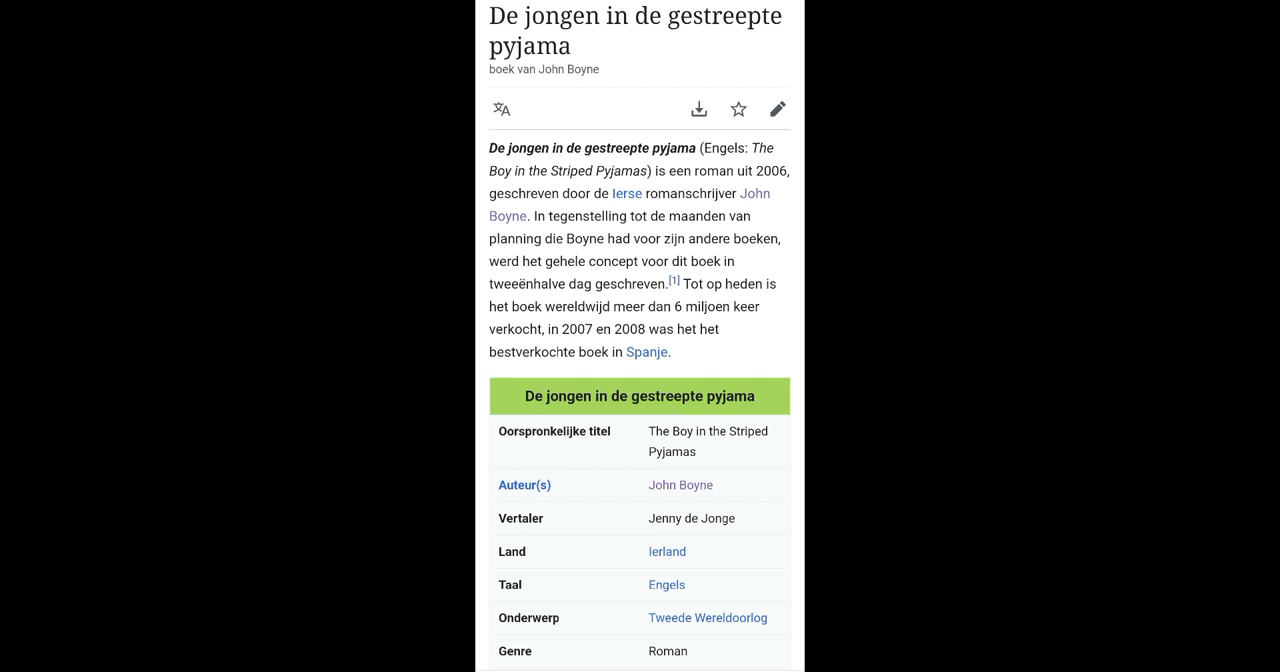 De jongen in de gestreepte
pyjama
boek van John Boyne
De jongen in de gestreepte pyjama (Engels: The
Boy in the Striped Pyjamas) is een roman uit 2006,
geschreven door de Ierse romanschrijver John
Boyne. In tegenstelling tot de maanden van
planning die Boyne had voor zijn andere boeken,
werd het gehele concept voor dit boek in
tweeënhalve dag geschreven.[1] Tot op heden is
het boek wereldwijd meer dan 6 miljoen keer
verkocht, in 2007 en 2008 was het het
bestverkochte boek in Spanje.
De jongen in de gestreepte pyjama
Oorspronkelijke titel The Boy in the Striped
Pyjamas
Auteur(s) John Boyne
Vertaler Jenny de Jonge
Land Ierland
Taal Engels
Onderwerp Tweede Wereldoorlog
Genre Roman